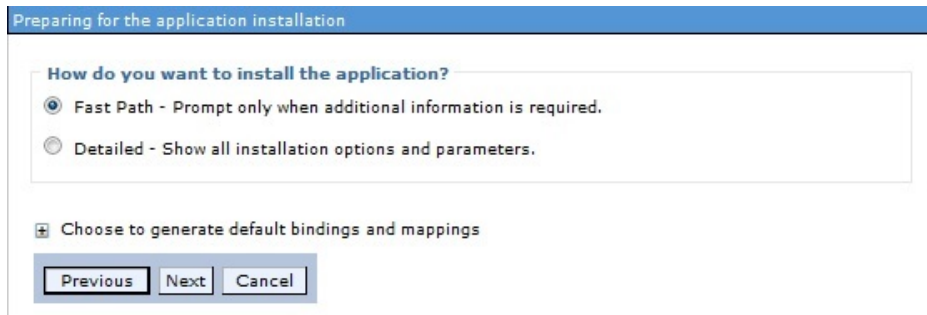 Preparing for the application installation
How do you want to install the application?
Fast Path - Prompt only when additional information is required.
Detailed - Show all installation options and parameters.
Choose to generate default bindings and mappings
Previous Next Cancel